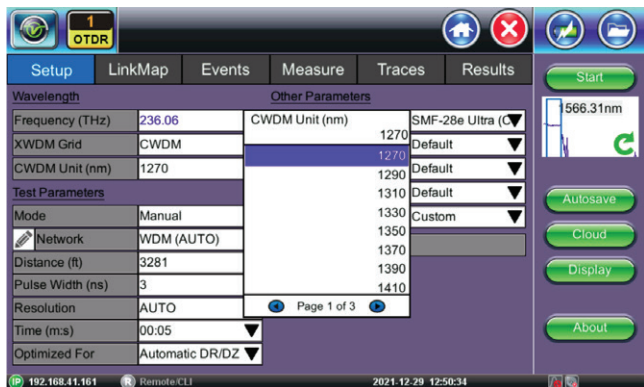 1
OTDR
Setup LinkMap Events Measure Traces Results
Wavelength Other Parameters
Frequency (THz) 236.06
XWDM Grid CWDM
CWDM Unit (nm) 1270
Test Parameters
Mode Manual
Network WDM (AUTO)
Distance (ft) 3281
Pulse Width (ns) 3
Resolution AUTO
Time (m:s) 00:05
Optimized For Automatic DR/DZ
CWDM Unit (nm)
1270
1270
1290
1310
1330
1350
1370
1390
1410
Page 1 of 3
SMF-28e Ultra (C
Default
Default
Custom
Start
1566.31nm
Autosave
Cloud
Display
About
IP 192.168.41.161 R Remote/CLI 2021-12-29 12:50:34